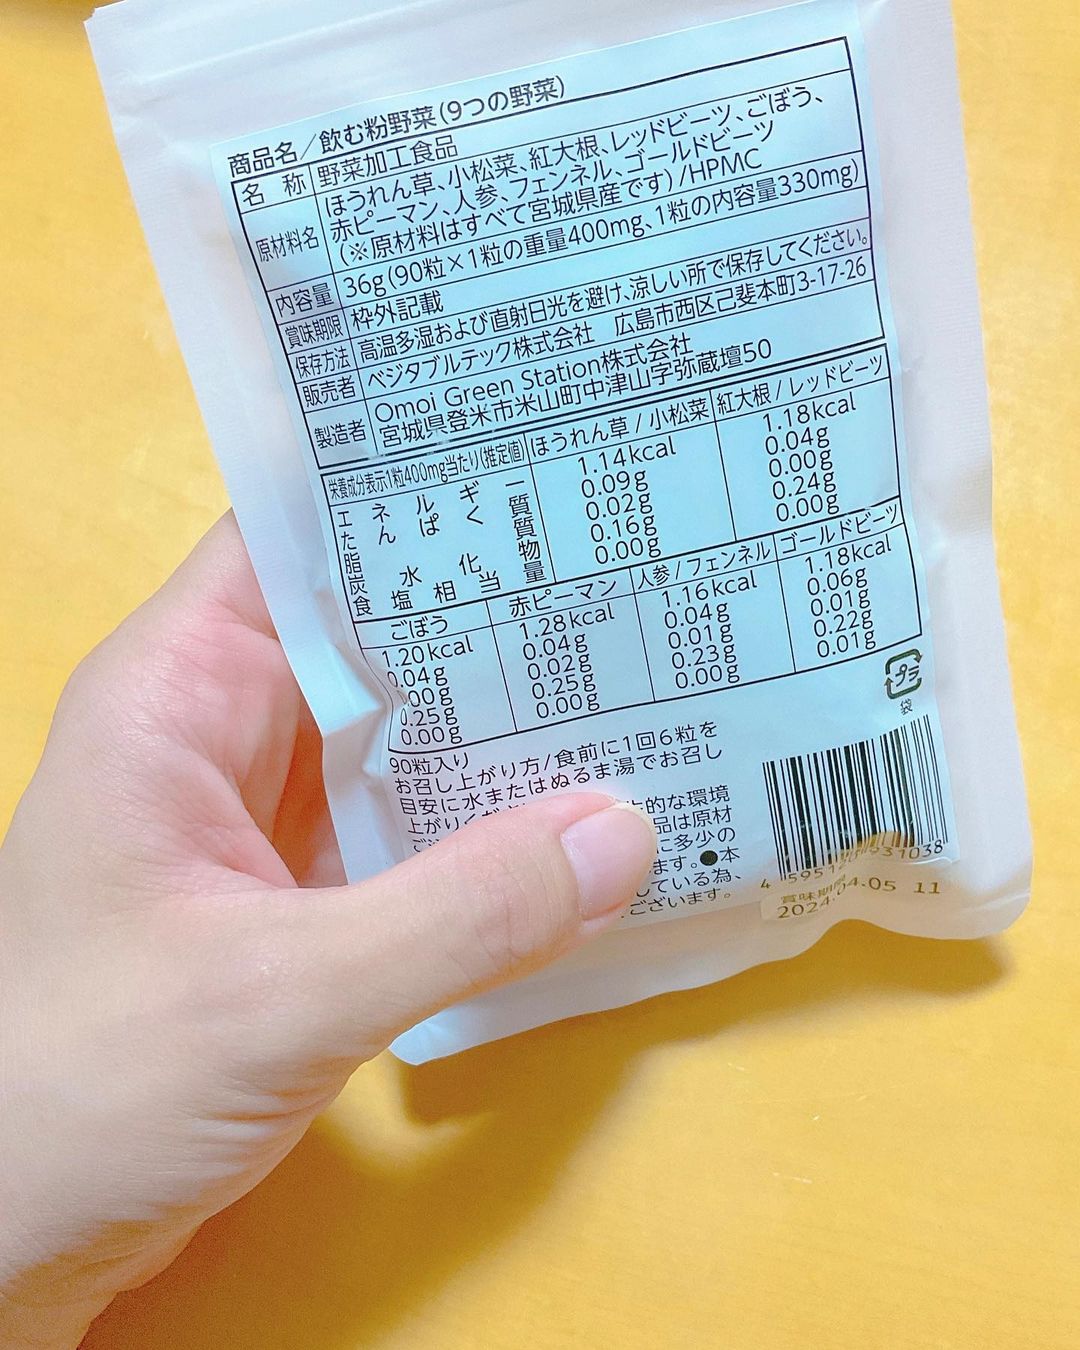 商品名／飲む粉野菜(9つの野菜)
名 称 野菜加工食品
原材料名 ほうれん草、小松菜、紅大根、レッドビーツ、ごぼう、
赤ピーマン、人参、フェンネル、ゴールドビーツ
(※原材料はすべて宮城県産です)/HPMC
内容量 36g(90粒×1粒の重量400mg、1粒の内容量330mg)
賞味期限 枠外記載
保存方法 高温多湿および直射日光を避け、涼しい所で保存してください。
販売者 ベジタブルテック株式会社 広島市西区己斐本町3-17-26
製造者 Omoi Green Station株式会社
宮城県登米市米山町中津山字弥蔵壇50
栄養成分表示1粒400mg当たり(推定値) ほうれん草/小松菜 紅大根/レッドビーツ
エネルギー 1.14kcal 1.18kcal
たんぱく質 0.09g 0.04g
脂質 0.02g 0.00g
炭水化物 0.16g 0.24g
食塩相当量 0.00g 0.00g
ごぼう 赤ピーマン 人参/フェンネル ゴールドビーツ
1.20kcal 1.28kcal 1.16kcal 1.18kcal
0.04g 0.04g 0.04g 0.06g
.00g 0.02g 0.01g 0.01g
0.25g 0.25g 0.23g 0.22g
0.00g 0.00g 0.00g 0.01g
プラ
袋
90粒入り
お召し上がり方/食前に1回6粒を
目安に水またはぬるま湯でお召し
上がりくだ
的な環境
品は原材
に多少の
ます。●本
している為、
ございます。
931038
賞味期限
2024.04.05 11